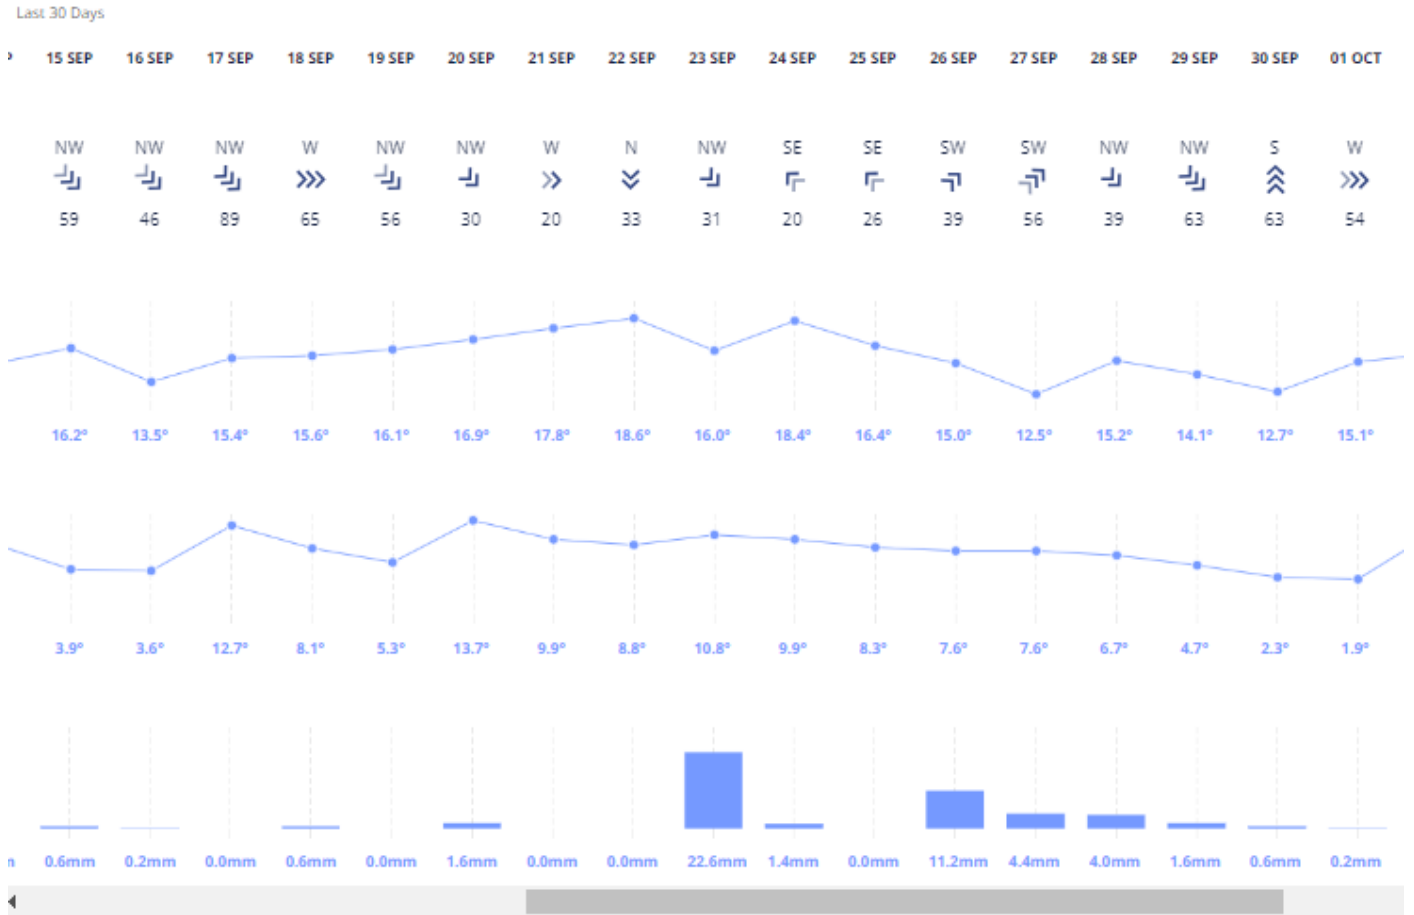 Last 30 Days
15 SEP 16 SEP 17 SEP 18 SEP 19 SEP 20 SEP 21 SEP 22 SEP 23 SEP 24 SEP 25 SEP 26 SEP 27 SEP 28 SEP 29 SEP 30 SEP 01 OCT
NW NW NW W NW NW W N NW SE SE SW SW NW NW S W
59 46 89 65 56 30 20 33 31 20 26 39 56 39 63 63 54
16.2° 13.5° 15.4° 15.6° 16.1° 16.9° 17.8° 18.6° 16.0° 18.4° 16.4° 15.0° 12.5° 15.2° 14.1° 12.7° 15.1°
3.9° 3.6° 12.7° 8.1° 5.3° 13.7° 9.9° 8.8° 10.8° 9.9° 8.3° 7.6° 7.6° 6.7° 4.7° 2.3° 1.9°
0.6mm 0.2mm 0.0mm 0.6mm 0.0mm 1.6mm 0.0mm 0.0mm 22.6mm 1.4mm 0.0mm 11.2mm 4.4mm 4.0mm 1.6mm 0.6mm 0.2mm